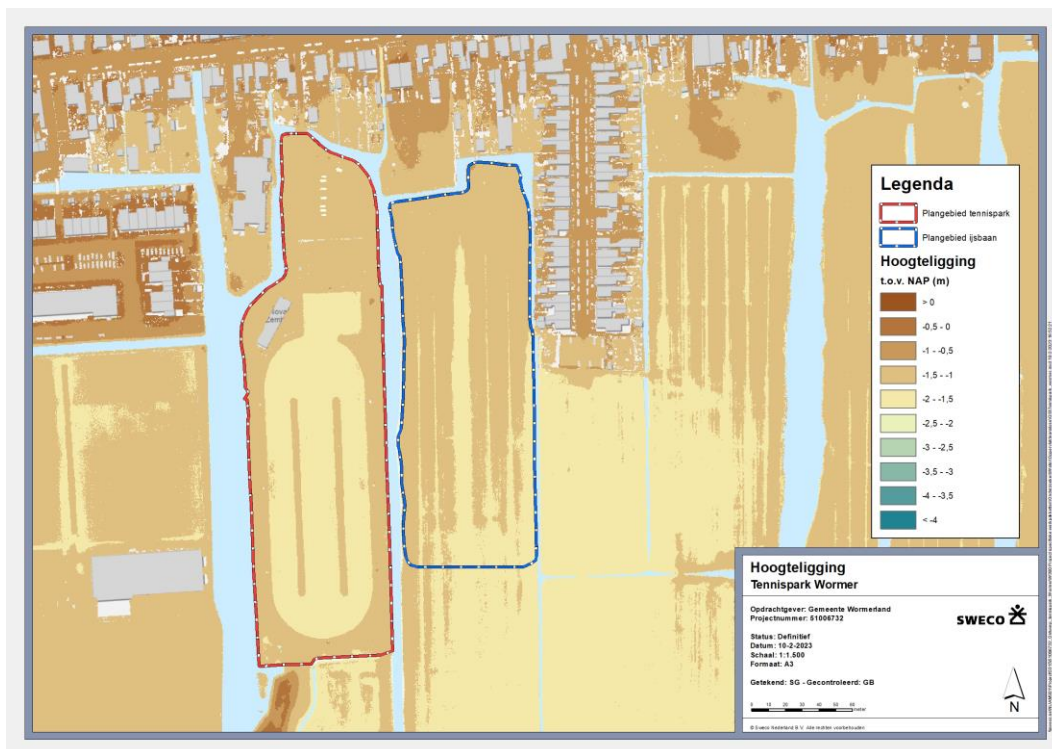 Nova
Zembla
Legenda
Plangebied tennispark
Plangebied ijsbaan
Hoogteligging
t.o.v. NAP (m)
> 0
-0,5 - 0
-1 - -0,5
-1,5 - -1
-2 - -1,5
-2,5 - -2
-3 - -2,5
-3,5 - -3
-4 - -3,5
< -4
Hoogteligging
Tennispark Wormer
Opdrachtgever: Gemeente Wormerland
Projectnummer: 51006732
SWECO
Status: Definitief
Datum: 10-2-2023
Schaal: 1:1.500
Formaat: A3
Getekend: SG - Gecontroleerd: GB
0 10 20 30 40 50 60
meter
N
© Sweco Nederland B.V. Alle rechten voorbehouden